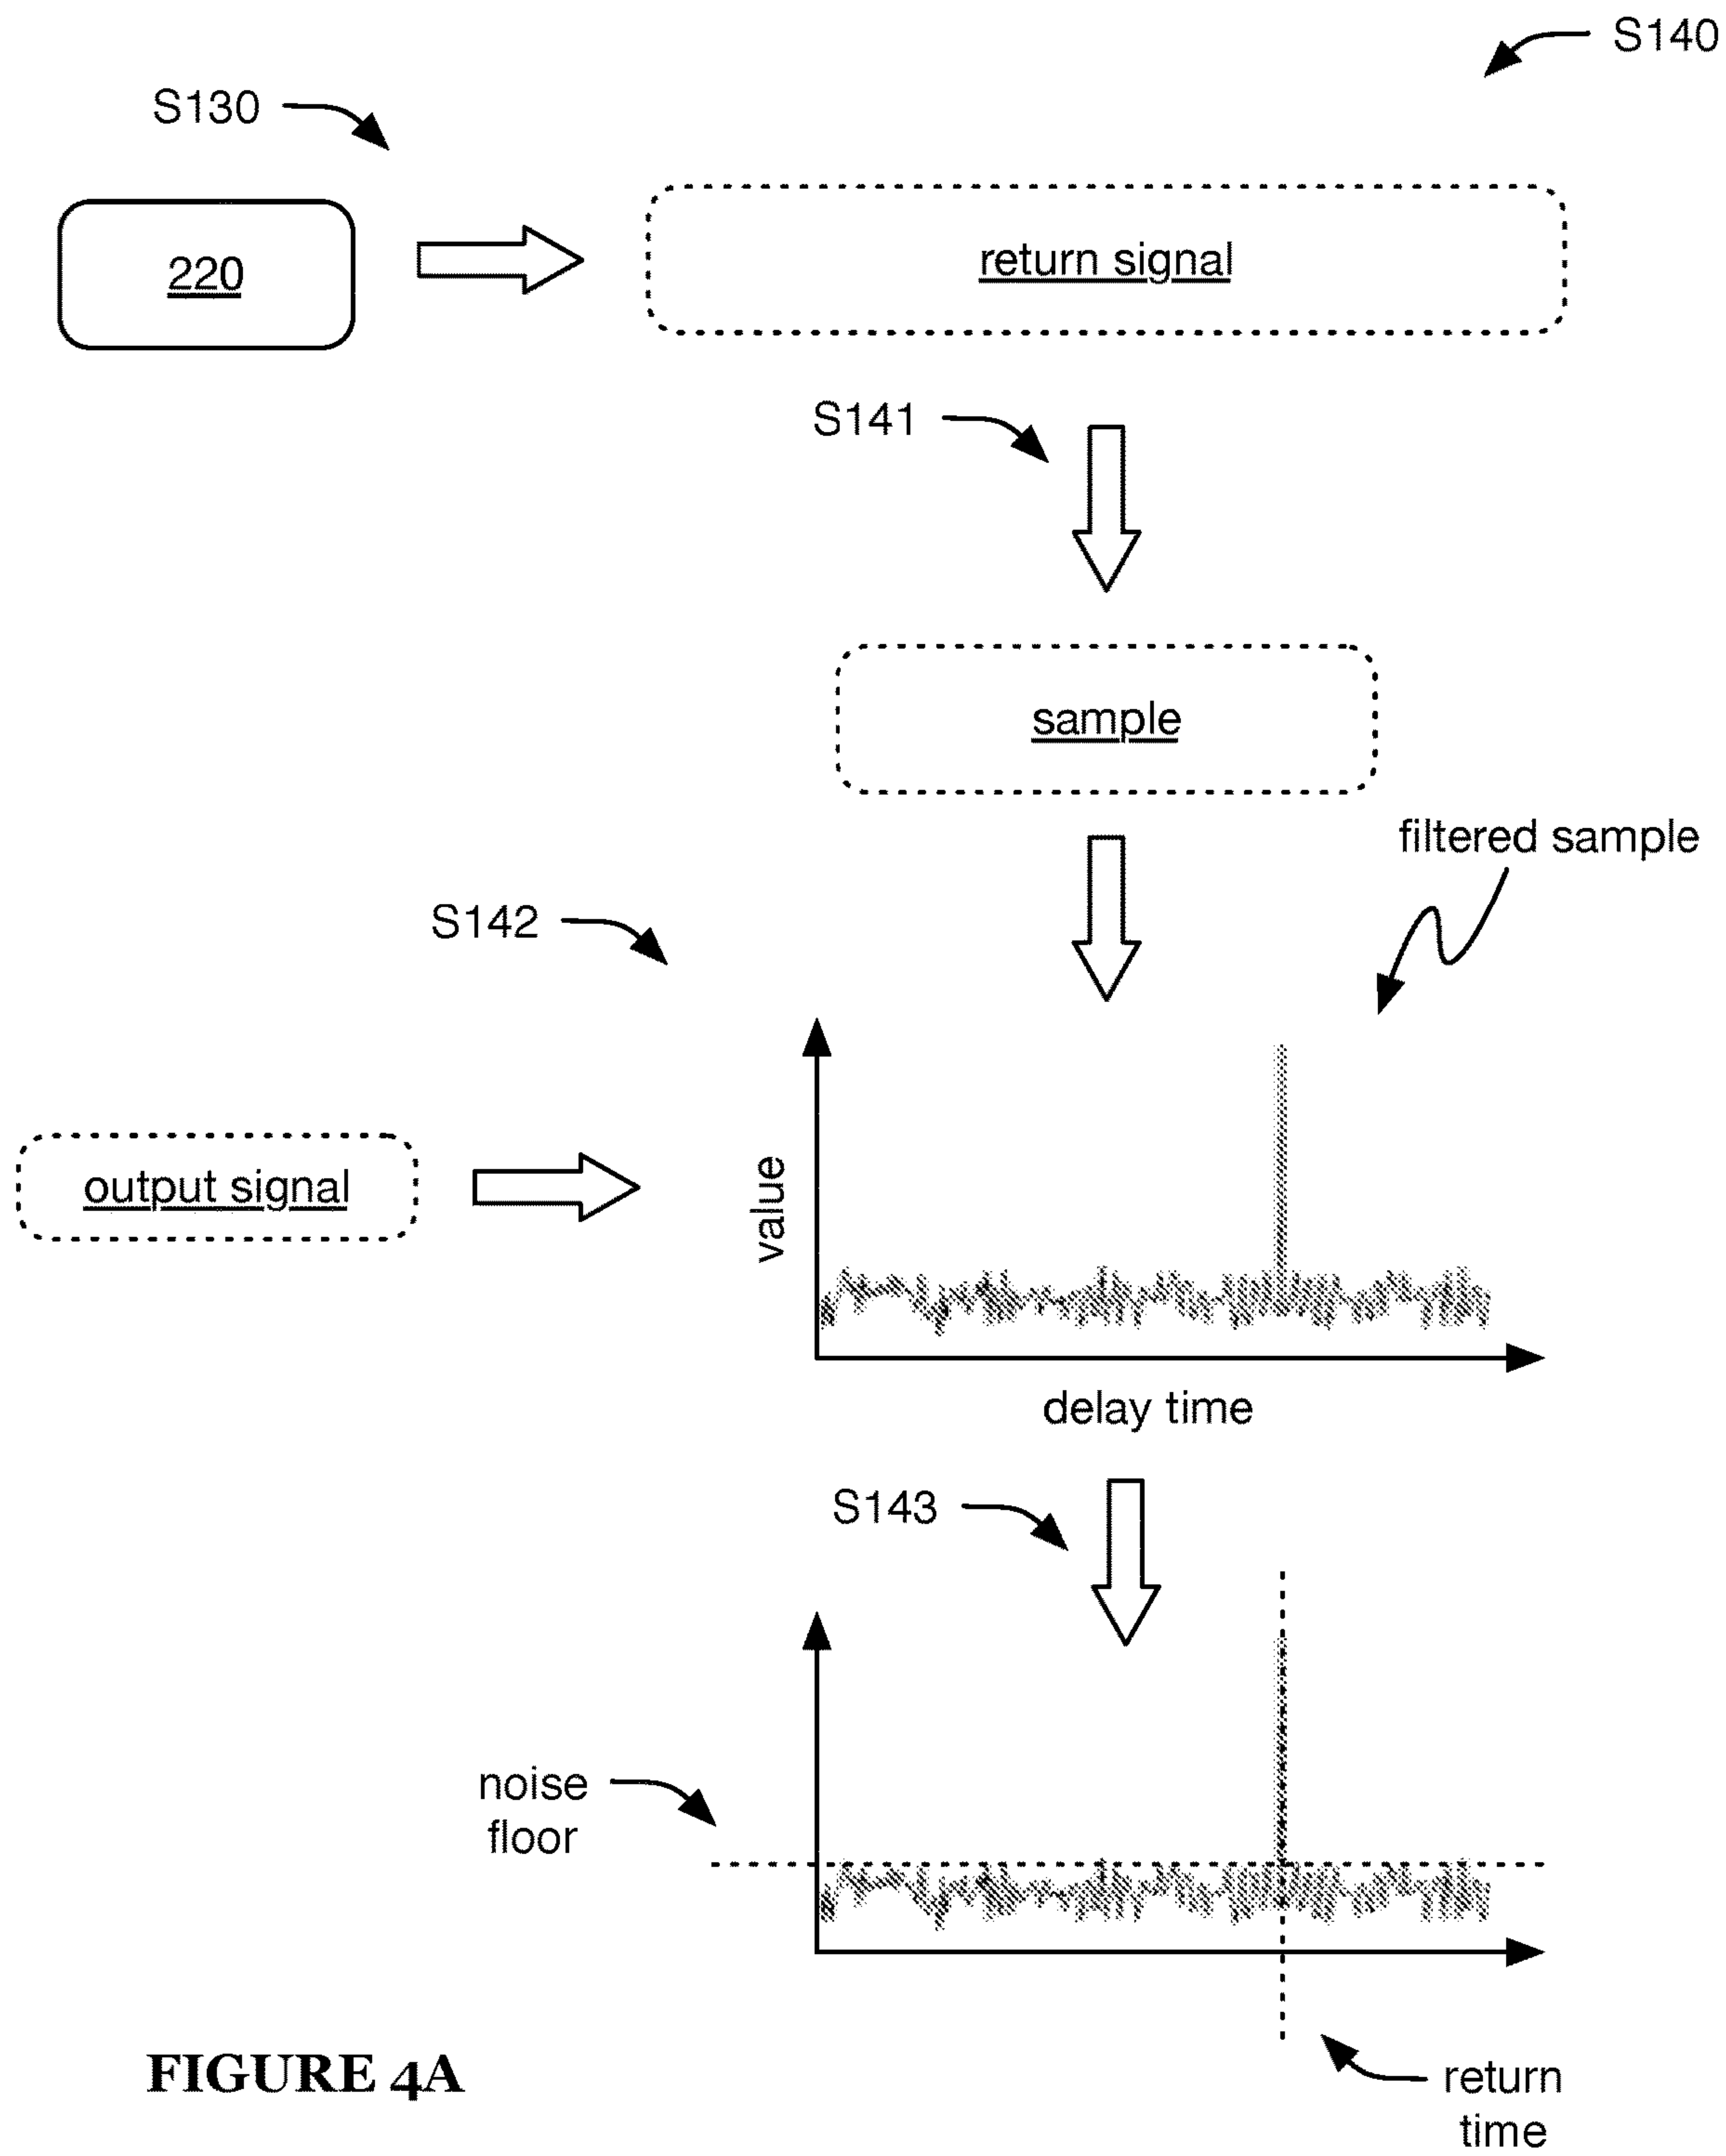 S140
S130
220
return signal
S141
sample
filtered sample
S142
output signal
value
delay time
S143
noise
floor
FIGURE 4A
return
time